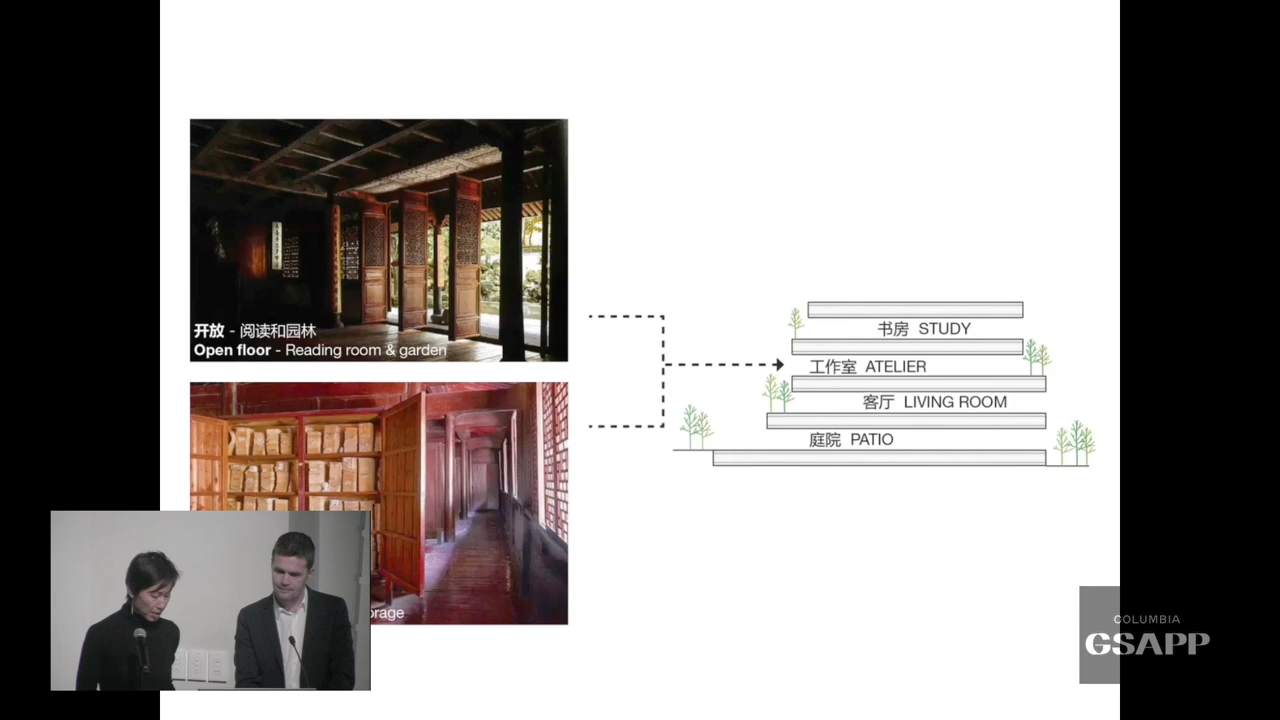 开放 - 阅读和园林
Open floor - Reading room & garden
书房 STUDY
工作室 ATELIER
客厅 LIVING ROOM
庭院 PATIO
COLUMBIA
GSAPP